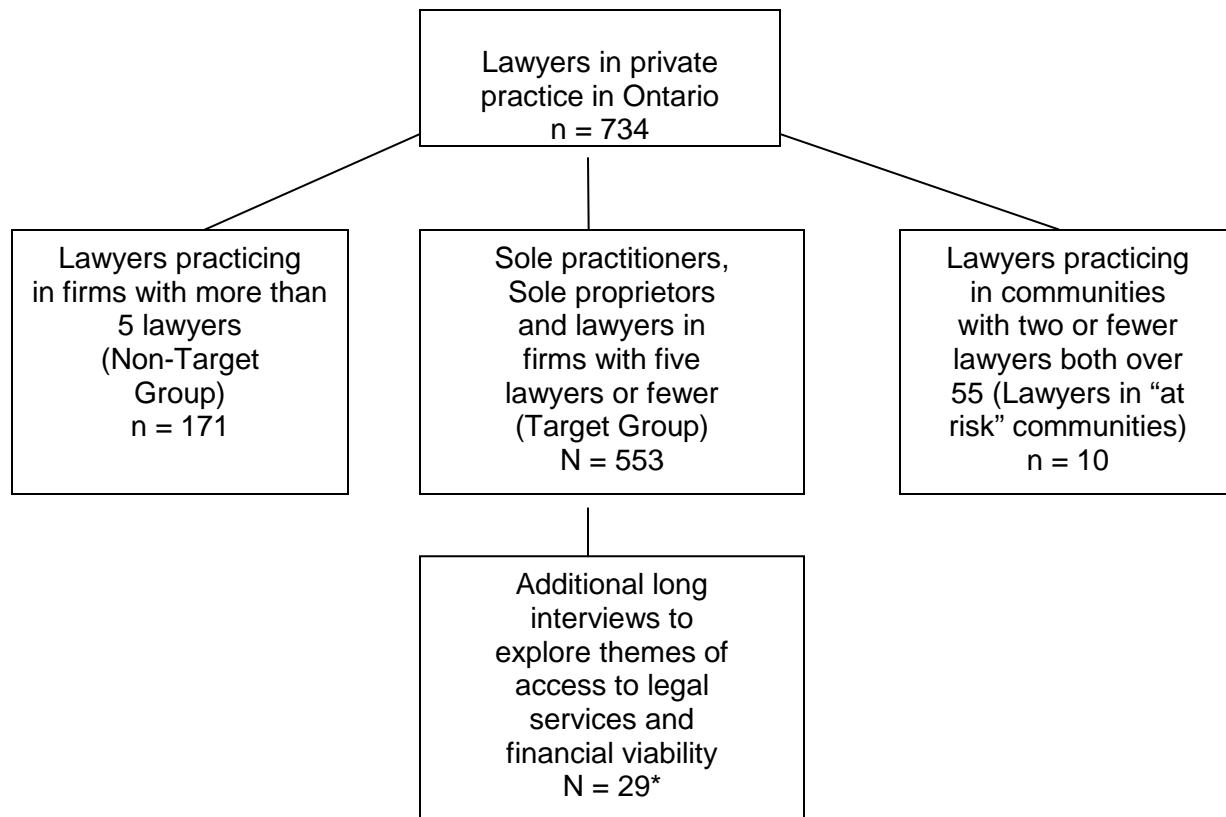 Lawyers in private
practice in Ontario
n = 734
Lawyers practicing
in firms with more than
5 lawyers
(Non-Target
Group)
n = 171
Sole practitioners,
Sole proprietors
and lawyers in
firms with five
lawyers or fewer
(Target Group)
N = 553
Lawyers practicing
in communities
with two or fewer
lawyers both over
55 (Lawyers in “at
risk” communities)
n = 10
Additional long
interviews to
explore themes of
access to legal
services and
financial viability
N = 29*